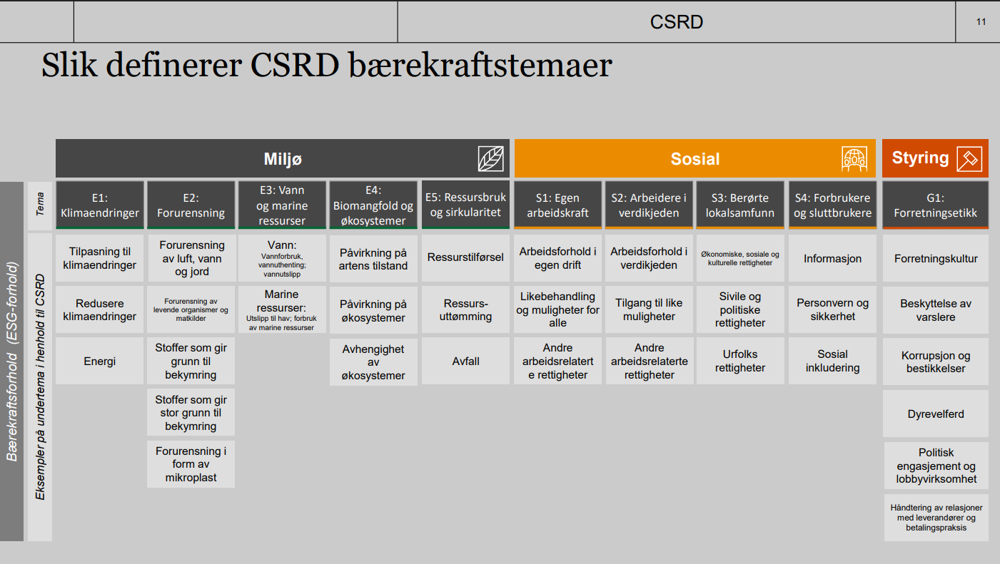 CSRD
11
Slik definerer CSRD bærekraftstemaer
Miljø
Sosial
Styring
Bærekraftsforhold (ESG-forhold)
Tema
E1:
Klimaendringer
E2:
Forurensning
E3: Vann
og marine
ressurser
E4:
Biomangfold og
økosystemer
E5: Ressursbruk
og sirkularitet
S1: Egen
arbeidskraft
S2: Arbeidere i
verdikjeden
S3: Berørte
lokalsamfunn
S4: Forbrukere
og sluttbrukere
G1:
Forretningsetikk
Eksempler på undertema i henhold til CSRD
Tilpasning til
klimaendringer
Forurensning
av luft, vann
og jord
Vann:
Vannforbruk,
vannuthenting;
vannutslipp
Påvirkning på
artens tilstand
Ressurstilførsel
Arbeidsforhold i
egen drift
Arbeidsforhold i
verdikjeden
Økonomiske, sosiale og
kulturelle rettigheter
Informasjon
Forretningskultur
Redusere
klimaendringer
Forurensning av
levende organismer og
matkilder
Marine
ressurser:
Utslipp til hav; forbruk
av marine ressurser
Påvirkning på
økosystemer
Ressurs-
uttømming
Likebehandling
og muligheter for
alle
Tilgang til like
muligheter
Sivile og
politiske
rettigheter
Personvern og
sikkerhet
Beskyttelse av
varslere
Energi
Stoffer som gir
grunn til
bekymring
Avhengighet
av
økosystemer
Avfall
Andre
arbeidsrelatert
e rettigheter
Andre
arbeidsrelaterte
rettigheter
Urfolks
rettigheter
Sosial
inkludering
Korrupsjon og
bestikkelser
Stoffer som gir
stor grunn til
bekymring
Dyrevelferd
Forurensning i
form av
mikroplast
Politisk
engasjement og
lobbyvirksomhet
Håndtering av relasjoner
med leverandører og
betalingspraksis